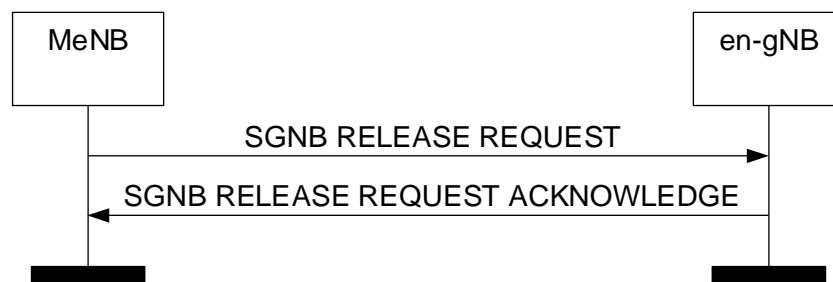 MeNB
en-gNB
SGNB RELEASE REQUEST
SGNB RELEASE REQUEST ACKNOWLEDGE